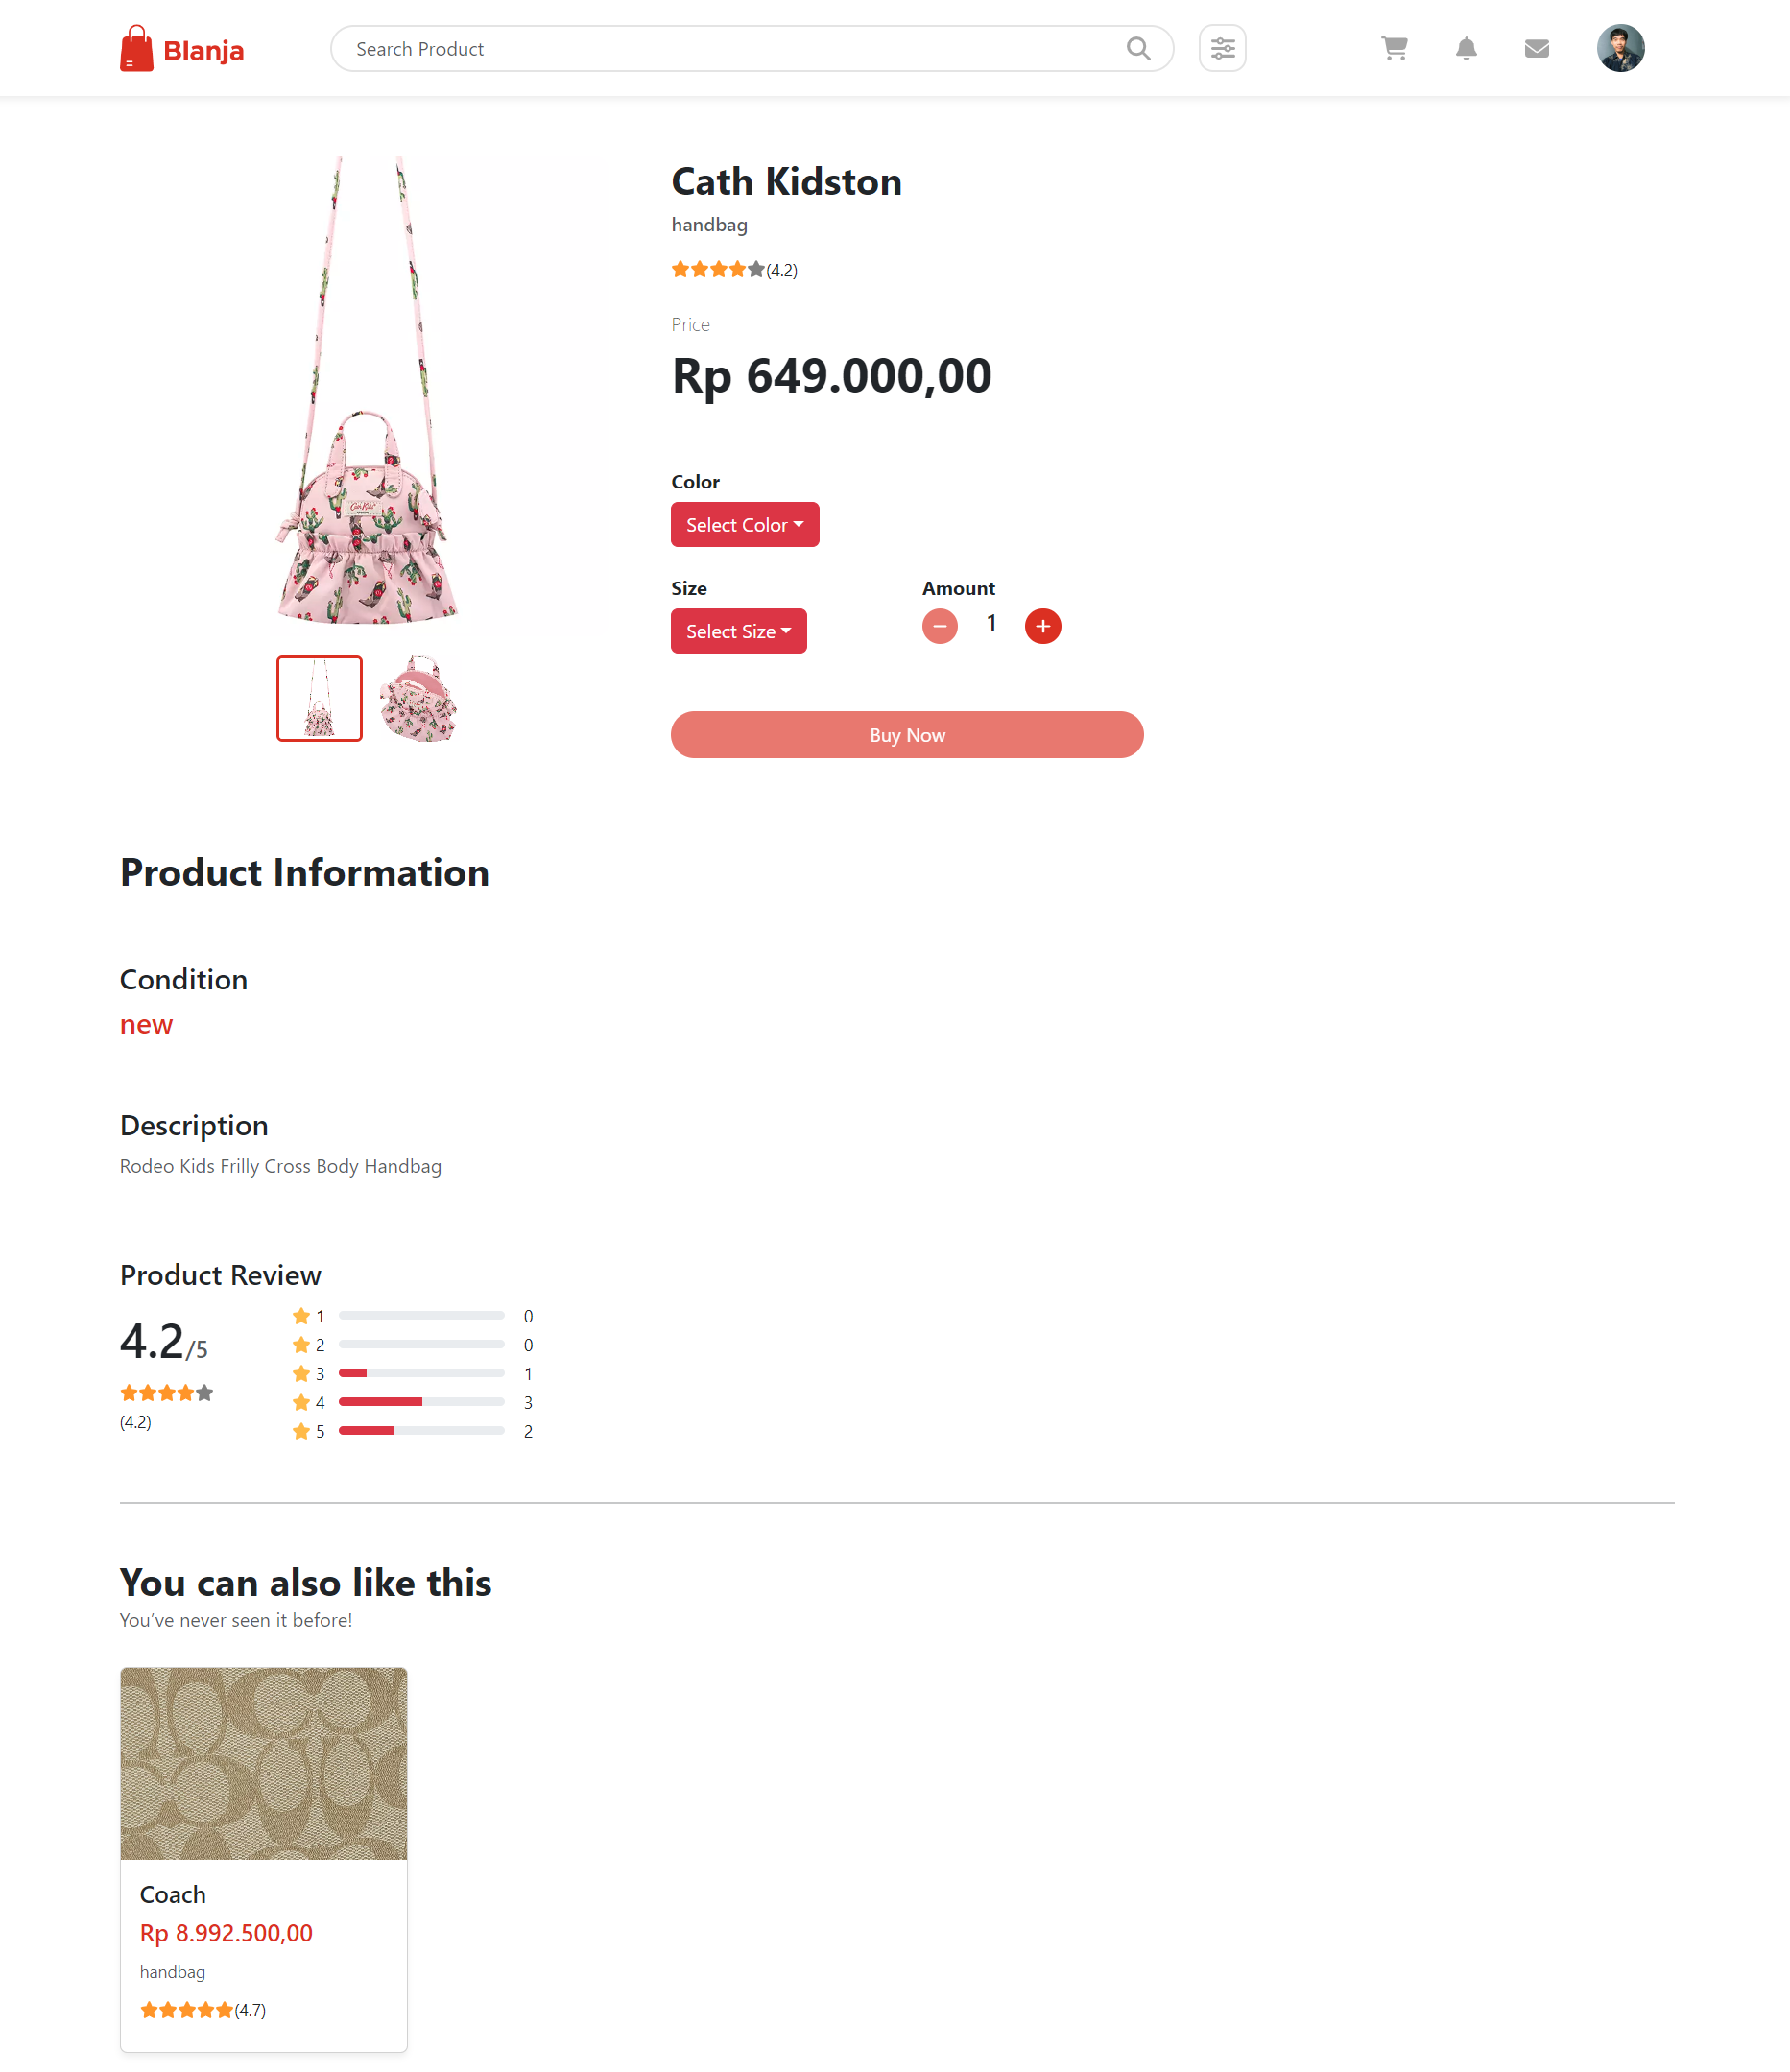 Blanja
Search Product
Cath Kidston
handbag
(4.2)
Price
Rp 649.000,00
Color
Select Color
Size Amount
Select Size 1
Buy Now
Product Information
Condition
new
Description
Rodeo Kids Frilly Cross Body Handbag
Product Review
4.2/5
(4.2)
1 0
2 0
3 1
4 3
5 2
You can also like this
You’ve never seen it before!
Coach
Rp 8.992.500,00
handbag
(4.7)